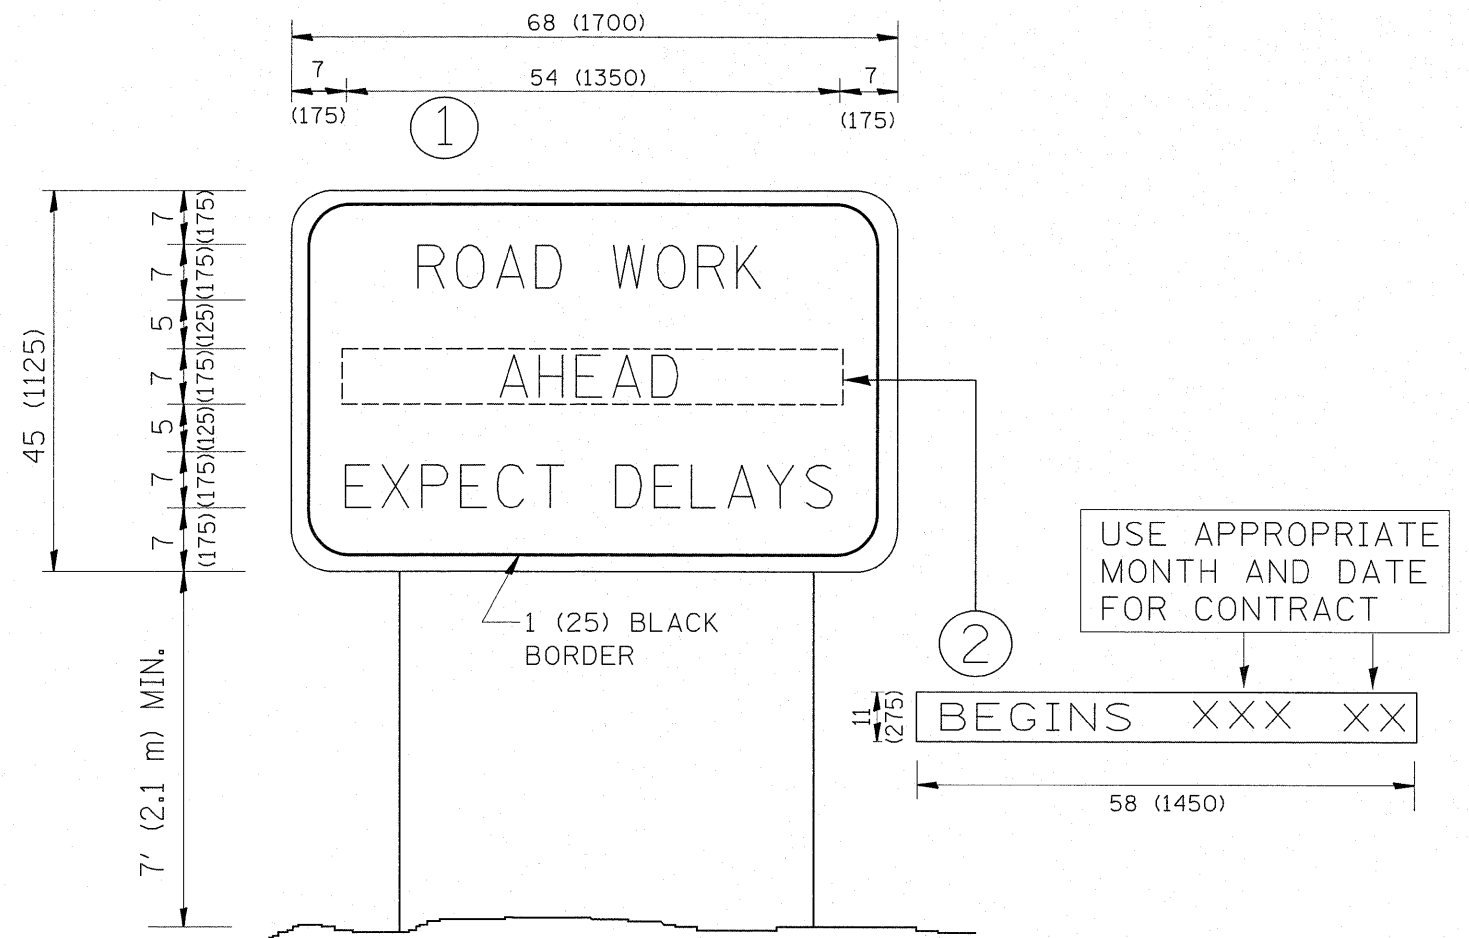 68 (1700)
7
54 (1350)
7
(175)
(175)
1
45 (1125)
7
(175)
7
(175)
5
(125)
7
(175)
5
(125)
7
(175)
7
(175)
ROAD WORK
AHEAD
EXPECT DELAYS
1 (25) BLACK
BORDER
7' (2.1 m) MIN.
2
USE APPROPRIATE
MONTH AND DATE
FOR CONTRACT
11
(275)
BEGINS XXX XX
58 (1450)